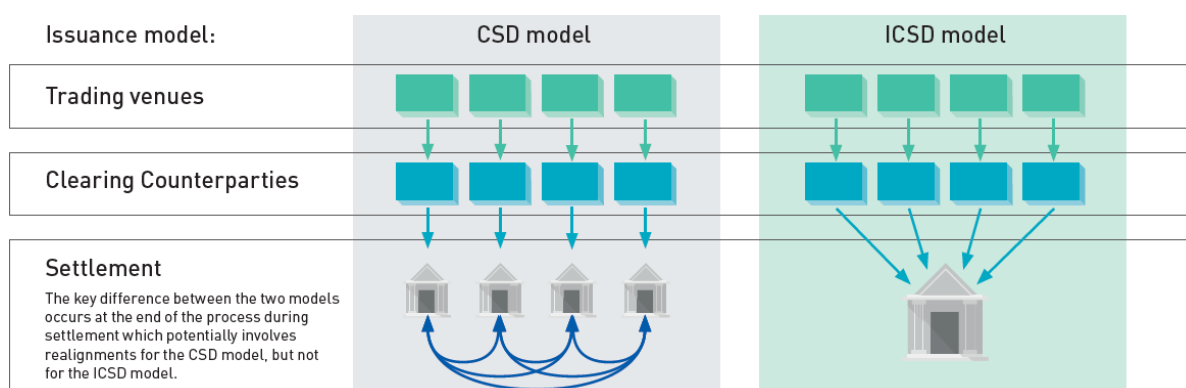 Issuance model:
CSD model
ICSD model
Trading venues
Clearing Counterparties
Settlement
The key difference between the two models
occurs at the end of the process during
settlement which potentially involves
realignments for the CSD model, but not
for the ICSD model.